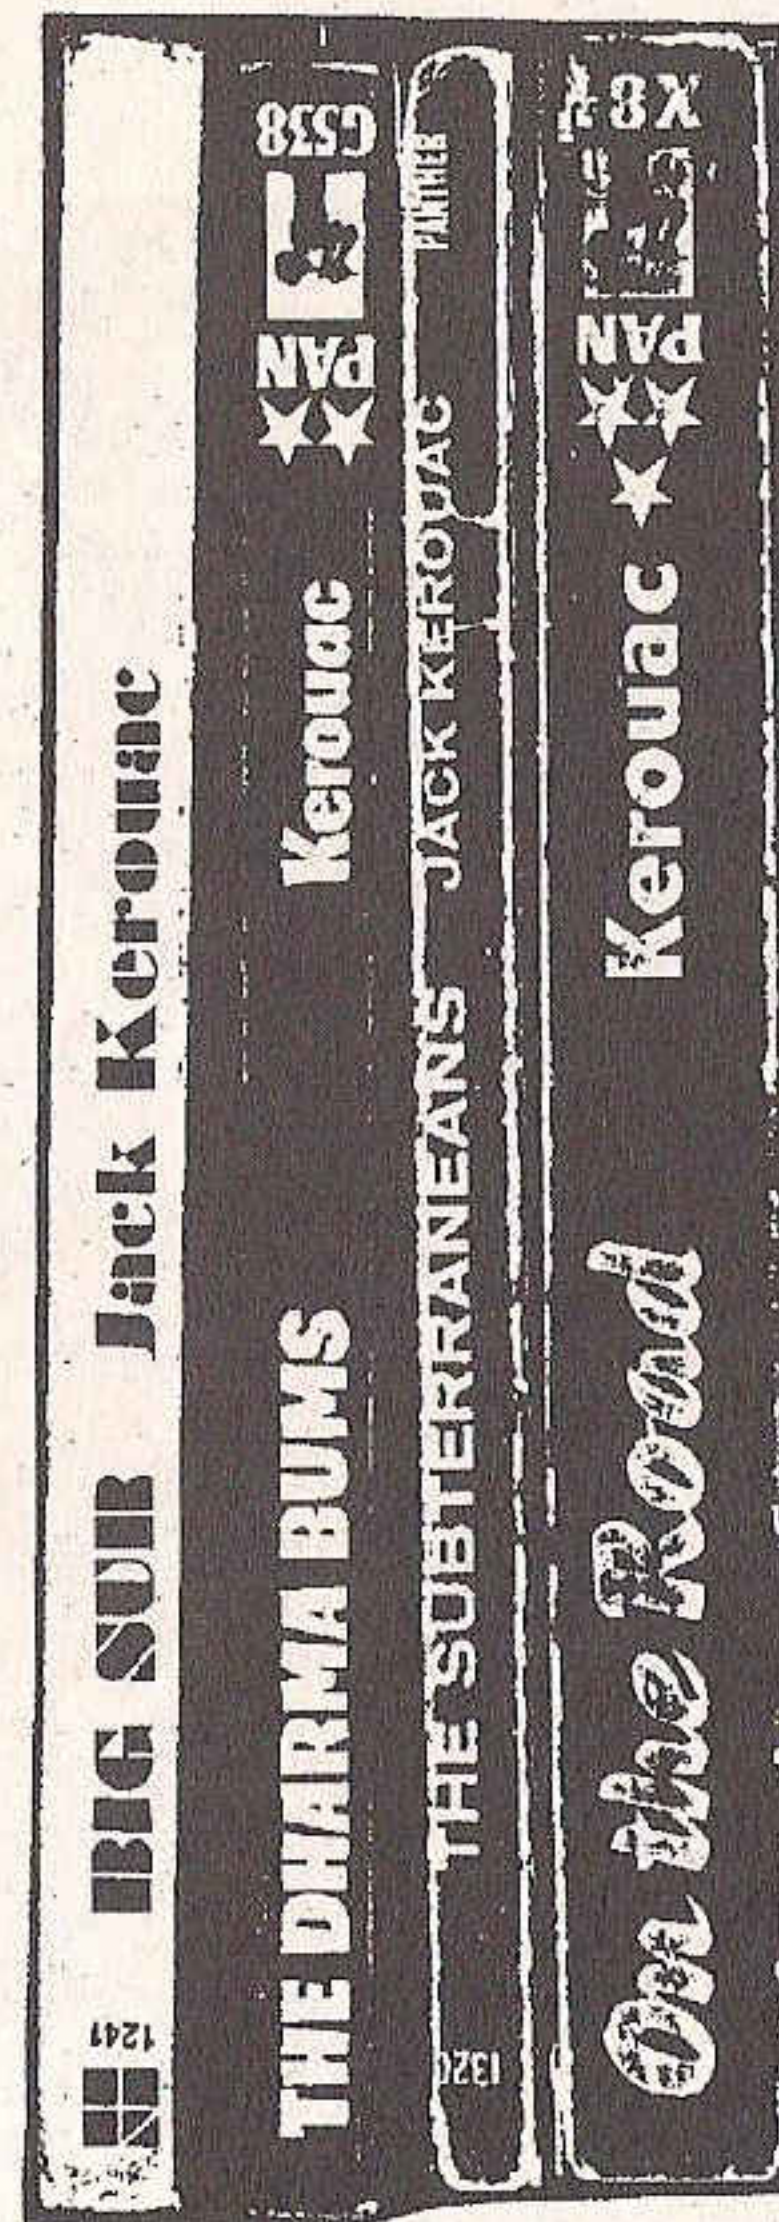 BIG SUR Jack Kerouac
1241
THE DHARMA BUMS Kerouac
PAN
G538
1320
THE SUBTERRANEANS JACK KEROUAC
PANTHER
On the Road Kerouac
PAN